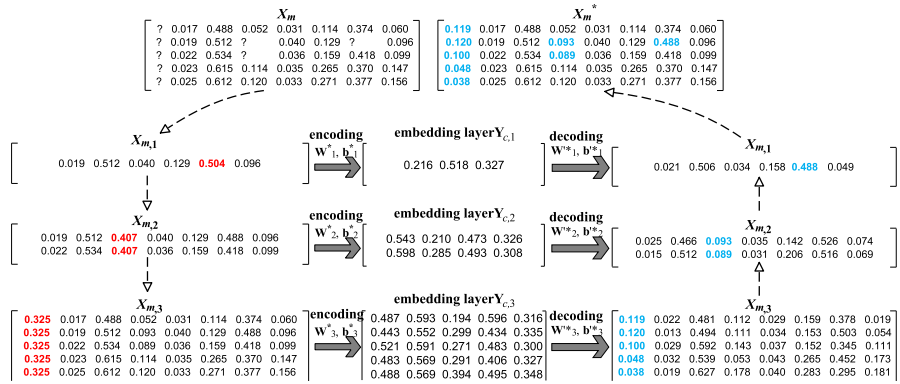 X_m X_m*
? 0.017 0.488 0.052 0.031 0.114 0.374 0.060
? 0.019 0.512 ? 0.040 0.129 ? 0.096
? 0.022 0.534 ? 0.036 0.159 0.418 0.099
? 0.023 0.615 0.114 0.035 0.265 0.370 0.147
? 0.025 0.612 0.120 0.033 0.271 0.377 0.156
0.119 0.017 0.488 0.052 0.031 0.114 0.374 0.060
0.120 0.019 0.512 0.093 0.040 0.129 0.488 0.096
0.100 0.022 0.534 0.089 0.036 0.159 0.418 0.099
0.048 0.023 0.615 0.114 0.035 0.265 0.370 0.147
0.038 0.025 0.612 0.120 0.033 0.271 0.377 0.156
X_m,1
0.019 0.512 0.040 0.129 0.504 0.096
encoding
W*_1, b*_1
embedding layerY_c,1
0.216 0.518 0.327
decoding
W'*_1, b'*_1
X_m,1
0.021 0.506 0.034 0.158 0.488 0.049
X_m,2
0.019 0.512 0.407 0.040 0.129 0.488 0.096
0.022 0.534 0.407 0.036 0.159 0.418 0.099
encoding
W*_2, b*_2
embedding layerY_c,2
0.543 0.210 0.473 0.326
0.598 0.285 0.493 0.308
decoding
W'*_2, b'*_2
X_m,2
0.025 0.466 0.093 0.035 0.142 0.526 0.074
0.015 0.512 0.089 0.031 0.206 0.516 0.069
X_m,3
0.325 0.017 0.488 0.052 0.031 0.114 0.374 0.060
0.325 0.019 0.512 0.093 0.040 0.129 0.488 0.096
0.325 0.022 0.534 0.089 0.036 0.159 0.418 0.099
0.325 0.023 0.615 0.114 0.035 0.265 0.370 0.147
0.325 0.025 0.612 0.120 0.033 0.271 0.377 0.156
encoding
W*_3, b*_3
embedding layerY_c,3
0.487 0.593 0.194 0.596 0.316
0.443 0.552 0.299 0.434 0.335
0.521 0.591 0.271 0.483 0.300
0.483 0.569 0.291 0.406 0.327
0.488 0.569 0.394 0.495 0.348
decoding
W'*_3, b'*_3
X_m,3
0.119 0.022 0.481 0.112 0.029 0.159 0.378 0.019
0.120 0.013 0.494 0.111 0.034 0.153 0.503 0.054
0.100 0.029 0.592 0.143 0.037 0.152 0.345 0.111
0.048 0.032 0.539 0.053 0.043 0.265 0.452 0.173
0.038 0.019 0.627 0.178 0.040 0.283 0.295 0.181